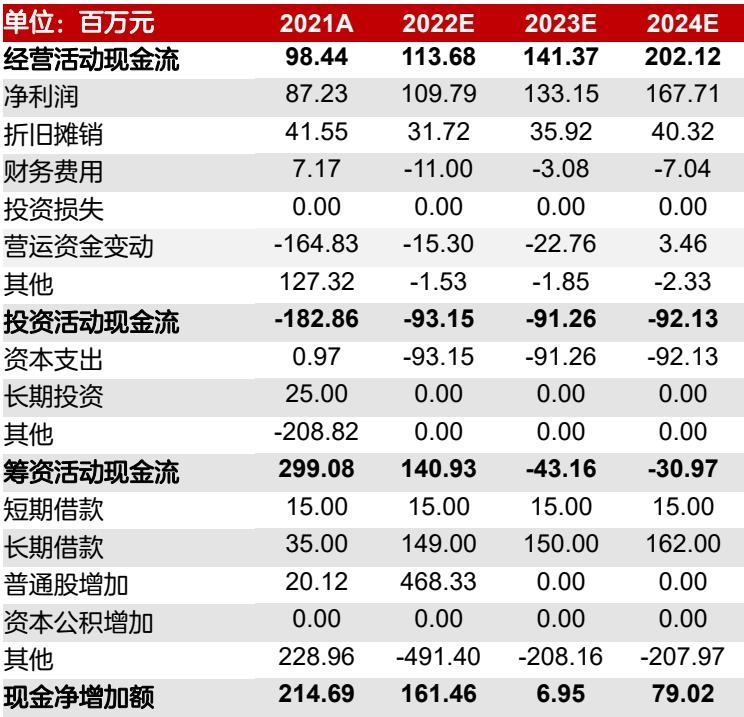 单位：百万元 2021A 2022E 2023E 2024E
经营活动现金流 98.44 113.68 141.37 202.12
净利润 87.23 109.79 133.15 167.71
折旧摊销 41.55 31.72 35.92 40.32
财务费用 7.17 -11.00 -3.08 -7.04
投资损失 0.00 0.00 0.00 0.00
营运资金变动 -164.83 -15.30 -22.76 3.46
其他 127.32 -1.53 -1.85 -2.33
投资活动现金流 -182.86 -93.15 -91.26 -92.13
资本支出 0.97 -93.15 -91.26 -92.13
长期投资 25.00 0.00 0.00 0.00
其他 -208.82 0.00 0.00 0.00
筹资活动现金流 299.08 140.93 -43.16 -30.97
短期借款 15.00 15.00 15.00 15.00
长期借款 35.00 149.00 150.00 162.00
普通股增加 20.12 468.33 0.00 0.00
资本公积增加 0.00 0.00 0.00 0.00
其他 228.96 -491.40 -208.16 -207.97
现金净增加额 214.69 161.46 6.95 79.02